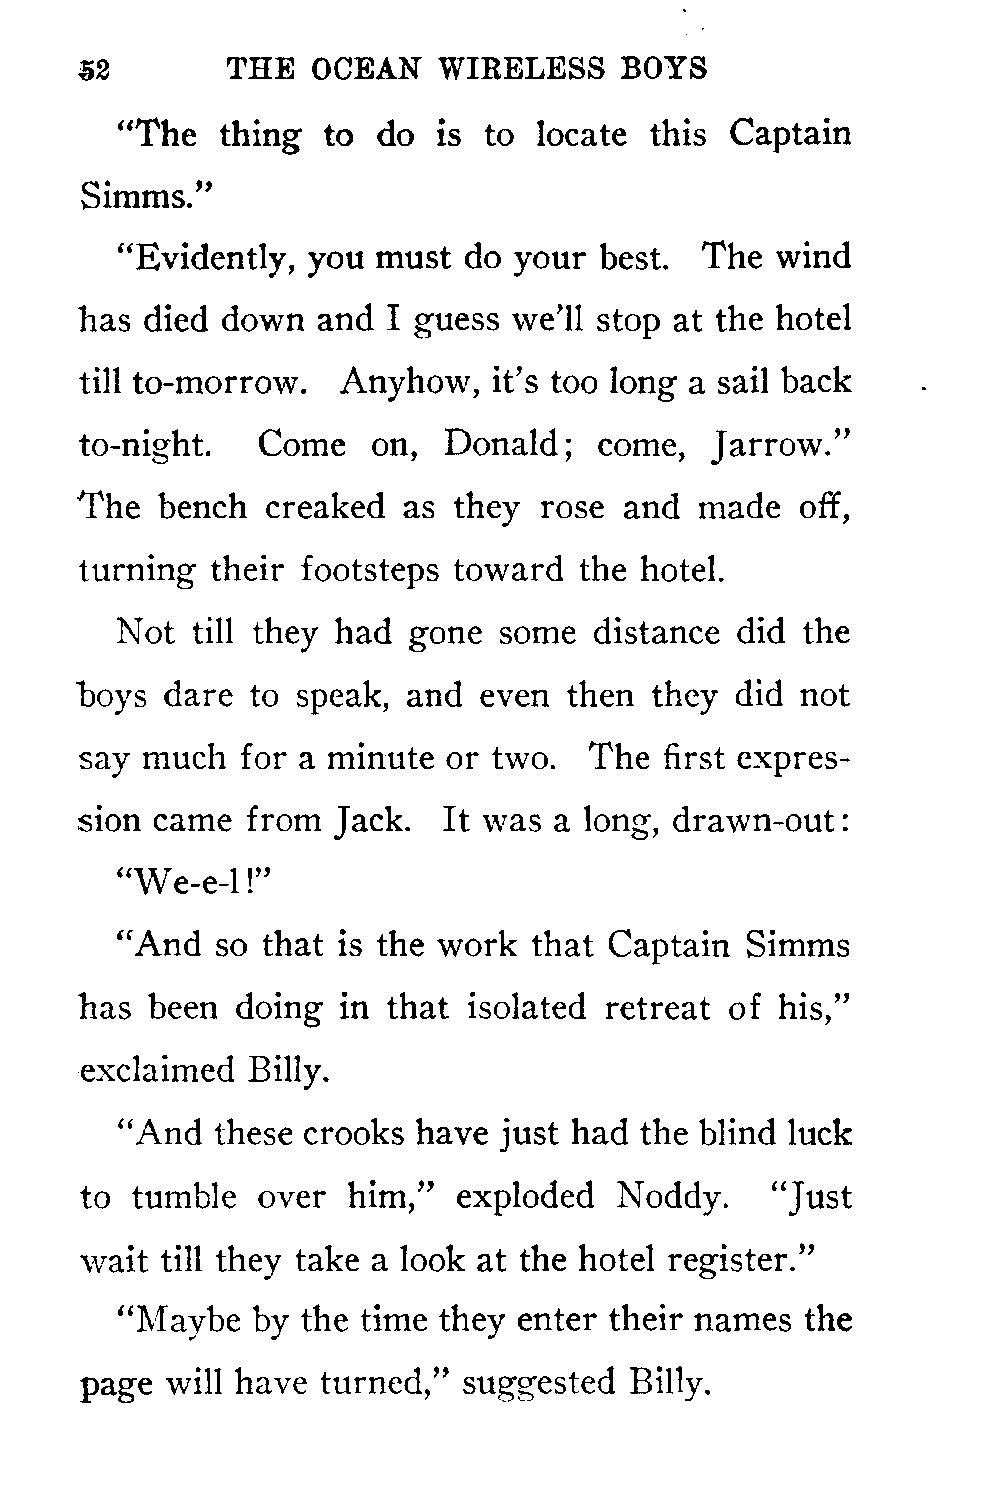 52 THE OCEAN WIRELESS BOYS
“The thing to do is to locate this Captain
Simms.”
“Evidently, you must do your best. The wind
has died down and I guess we’ll stop at the hotel
till to-morrow. Anyhow, it’s too long a sail back
to-night. Come on, Donald; come, Jarrow.”
The bench creaked as they rose and made off,
turning their footsteps toward the hotel.
Not till they had gone some distance did the
boys dare to speak, and even then they did not
say much for a minute or two. The first expres-
sion came from Jack. It was a long, drawn-out:
“We-e-l!”
“And so that is the work that Captain Simms
has been doing in that isolated retreat of his,”
exclaimed Billy.
“And these crooks have just had the blind luck
to tumble over him,” exploded Noddy. “Just
wait till they take a look at the hotel register.”
“Maybe by the time they enter their names the
page will have turned,” suggested Billy.